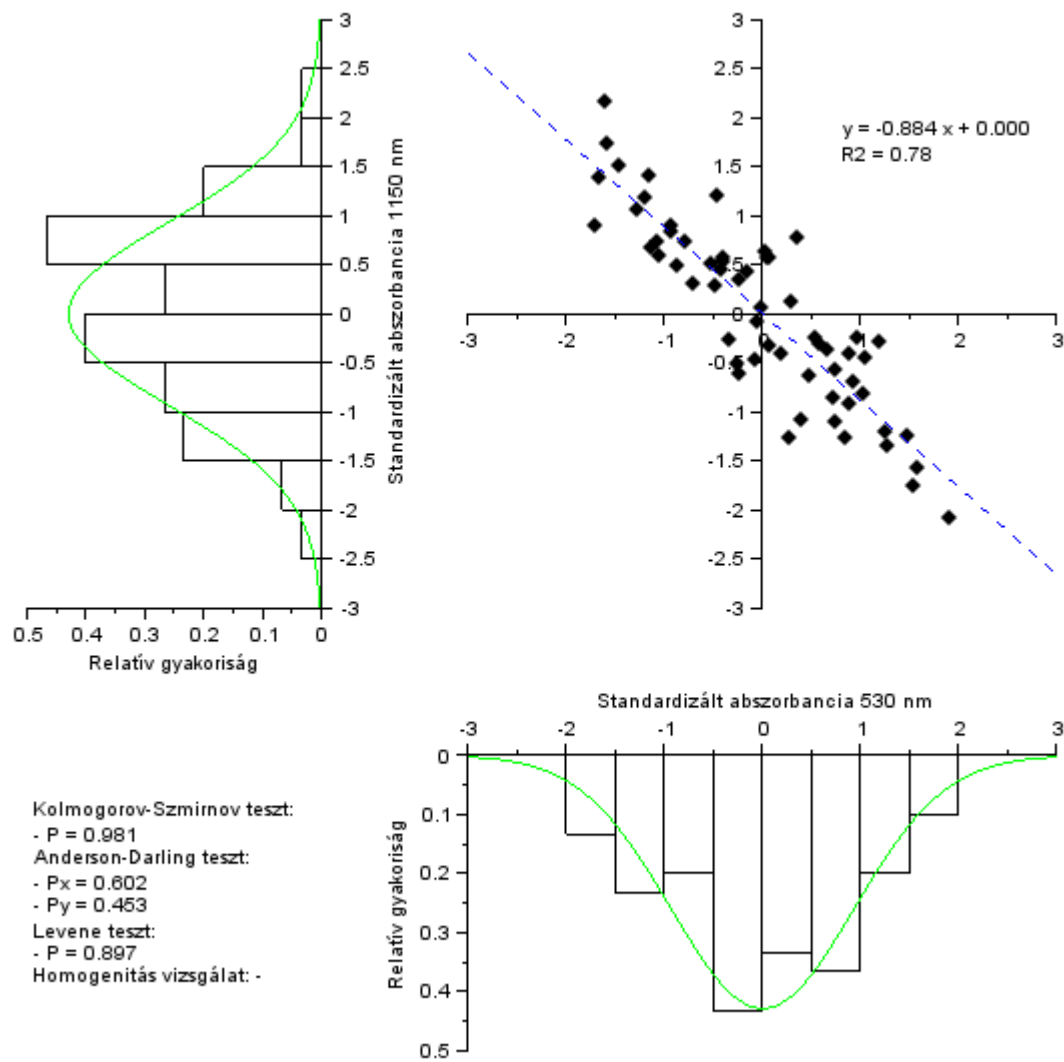 3
2.5
2
1.5
1
0.5
0
-0.5
-1
-1.5
-2
-2.5
-3
Standardizált abszorbancia 1150 nm
0.5 0.4 0.3 0.2 0.1 0
Relatív gyakoriság
3
2.5
2
1.5
1
0.5
0
-0.5
-1
-1.5
-2
-2.5
-3
-3 -2 -1 0 1 2 3
y = -0.884 x + 0.000
R2 = 0.78
Standardizált abszorbancia 530 nm
-3 -2 -1 0 1 2 3
0
0.1
0.2
0.3
0.4
0.5
Relatív gyakoriság
Kolmogorov-Szmirnov teszt:
- P = 0.981
Anderson-Darling teszt:
- Px = 0.602
- Py = 0.453
Levene teszt:
- P = 0.897
Homogenitás vizsgálat: -